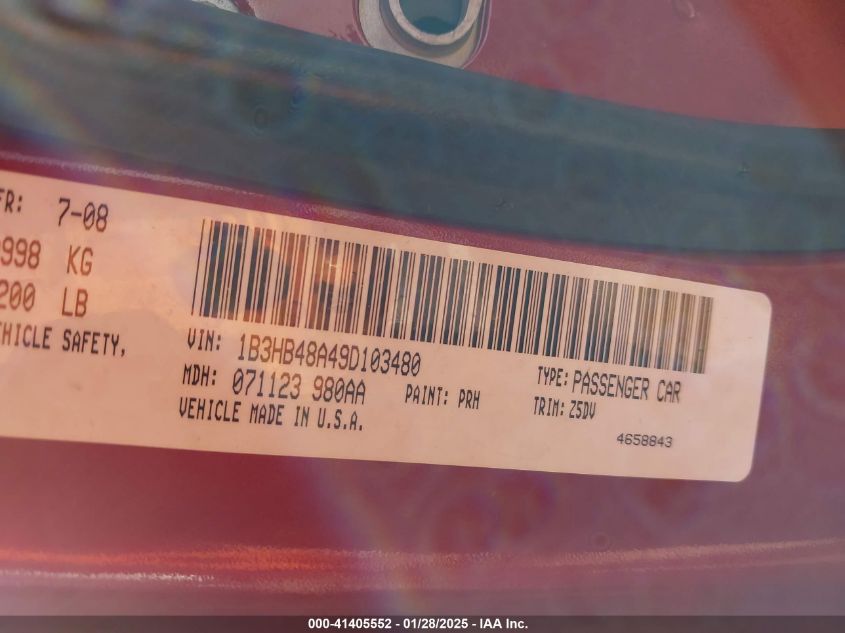 FR: 7-08
998 KG
200 LB
HICLE SAFETY,
VIN: 1B3HB48A49D103480
TYPE: PASSENGER CAR
MDH: 071123 980AA
PAINT: PRH
TRIM: Z5DV
VEHICLE MADE IN U.S.A.
4658843
000-41405552 — 01/28/2025 — IAA Inc.